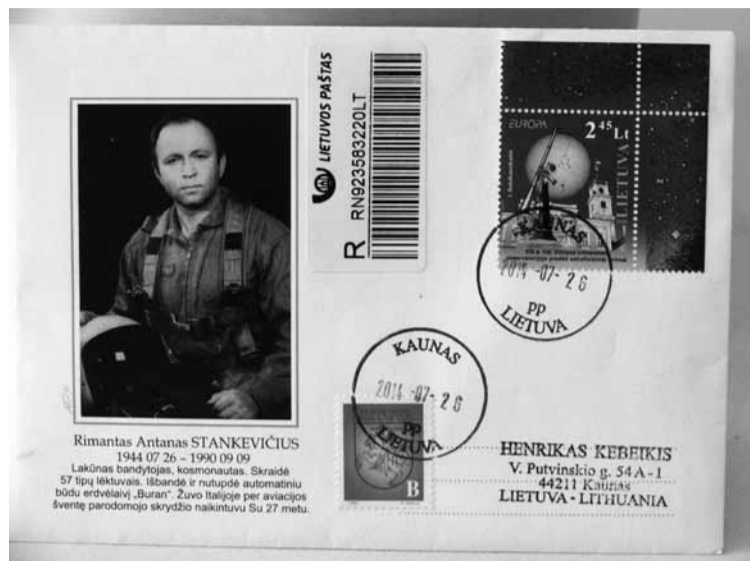 Rimantas Antanas STANKEVIČIUS
1944 07 26 – 1990 09 09
Lakūnas bandytojas, kosmonautas. Skraidė
57 tipų lėktuvais. Išbandė ir nutupdė automatiniu
būdu erdvėlaivį „Buran“. Žuvo Italijoje per aviacijos
šventę parodomojo skrydžio naikintuvu Su 27 metu.
LIETUVOS PAŠTAS
R RN923583220LT
EUROPA
2 45 Lt
LIETUVA
KAUNAS
2014 -07- 26
PP
LIETUVA
KAUNAS
2014 -07- 26
PP
LIETUVA
B
HENRIKAS KEBEIKIS
V. Putvinskio g. 54 A - 1
44211 Kaunas
LIETUVA - LITHUANIA